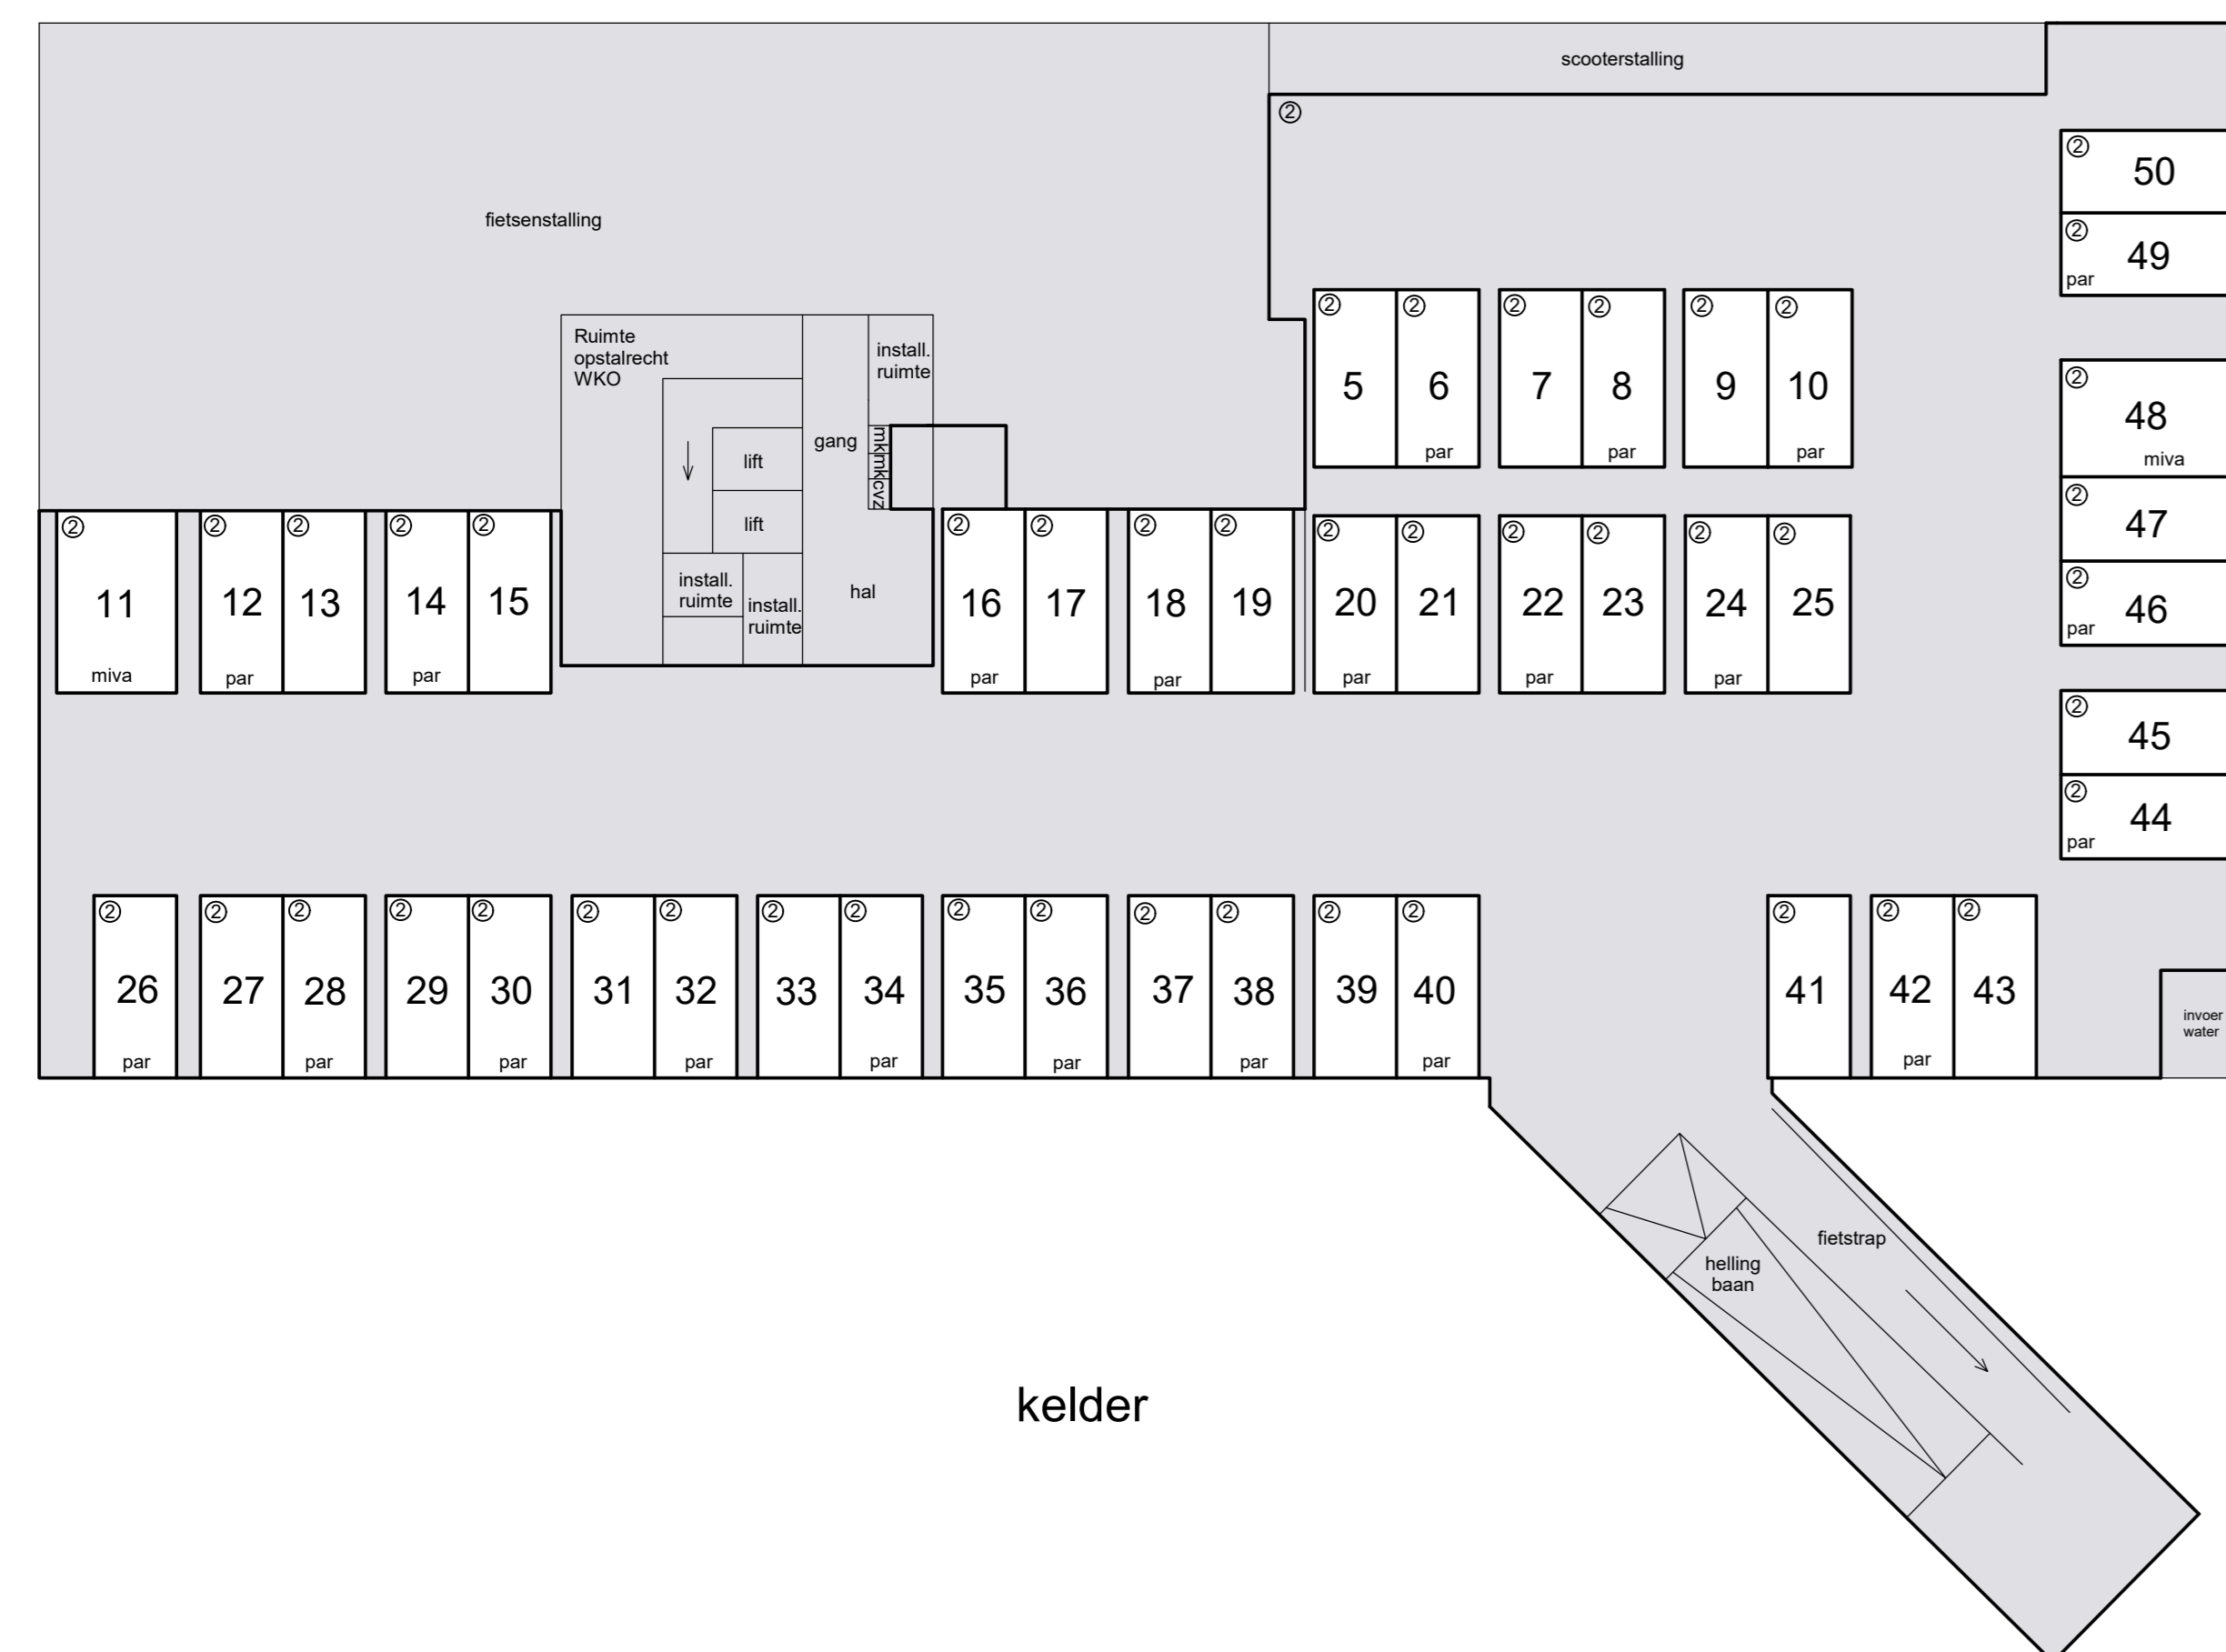 scooterstalling
②
② 50
② 49
par
fietsenstalling
Ruimte
opstalrecht
WKO
install.
ruimte
gang
mk
mk
cvz
lift
lift
install.
ruimte
install.
ruimte
hal
② ② ② ② ② ②
5 6 7 8 9 10
par par par
② 48
miva
② 47
② 46
par
② ② ② ② ②
11 12 13 14 15
miva par par
② ② ② ②
16 17 18 19
par par
② ② ② ② ② ②
20 21 22 23 24 25
par par par
② 45
② 44
par
② ② ② ② ② ② ② ② ② ② ② ② ② ② ②
26 27 28 29 30 31 32 33 34 35 36 37 38 39 40
par par par par par par par par
② ② ②
41 42 43
par
invoer
water
fietstrap
helling
baan
kelder